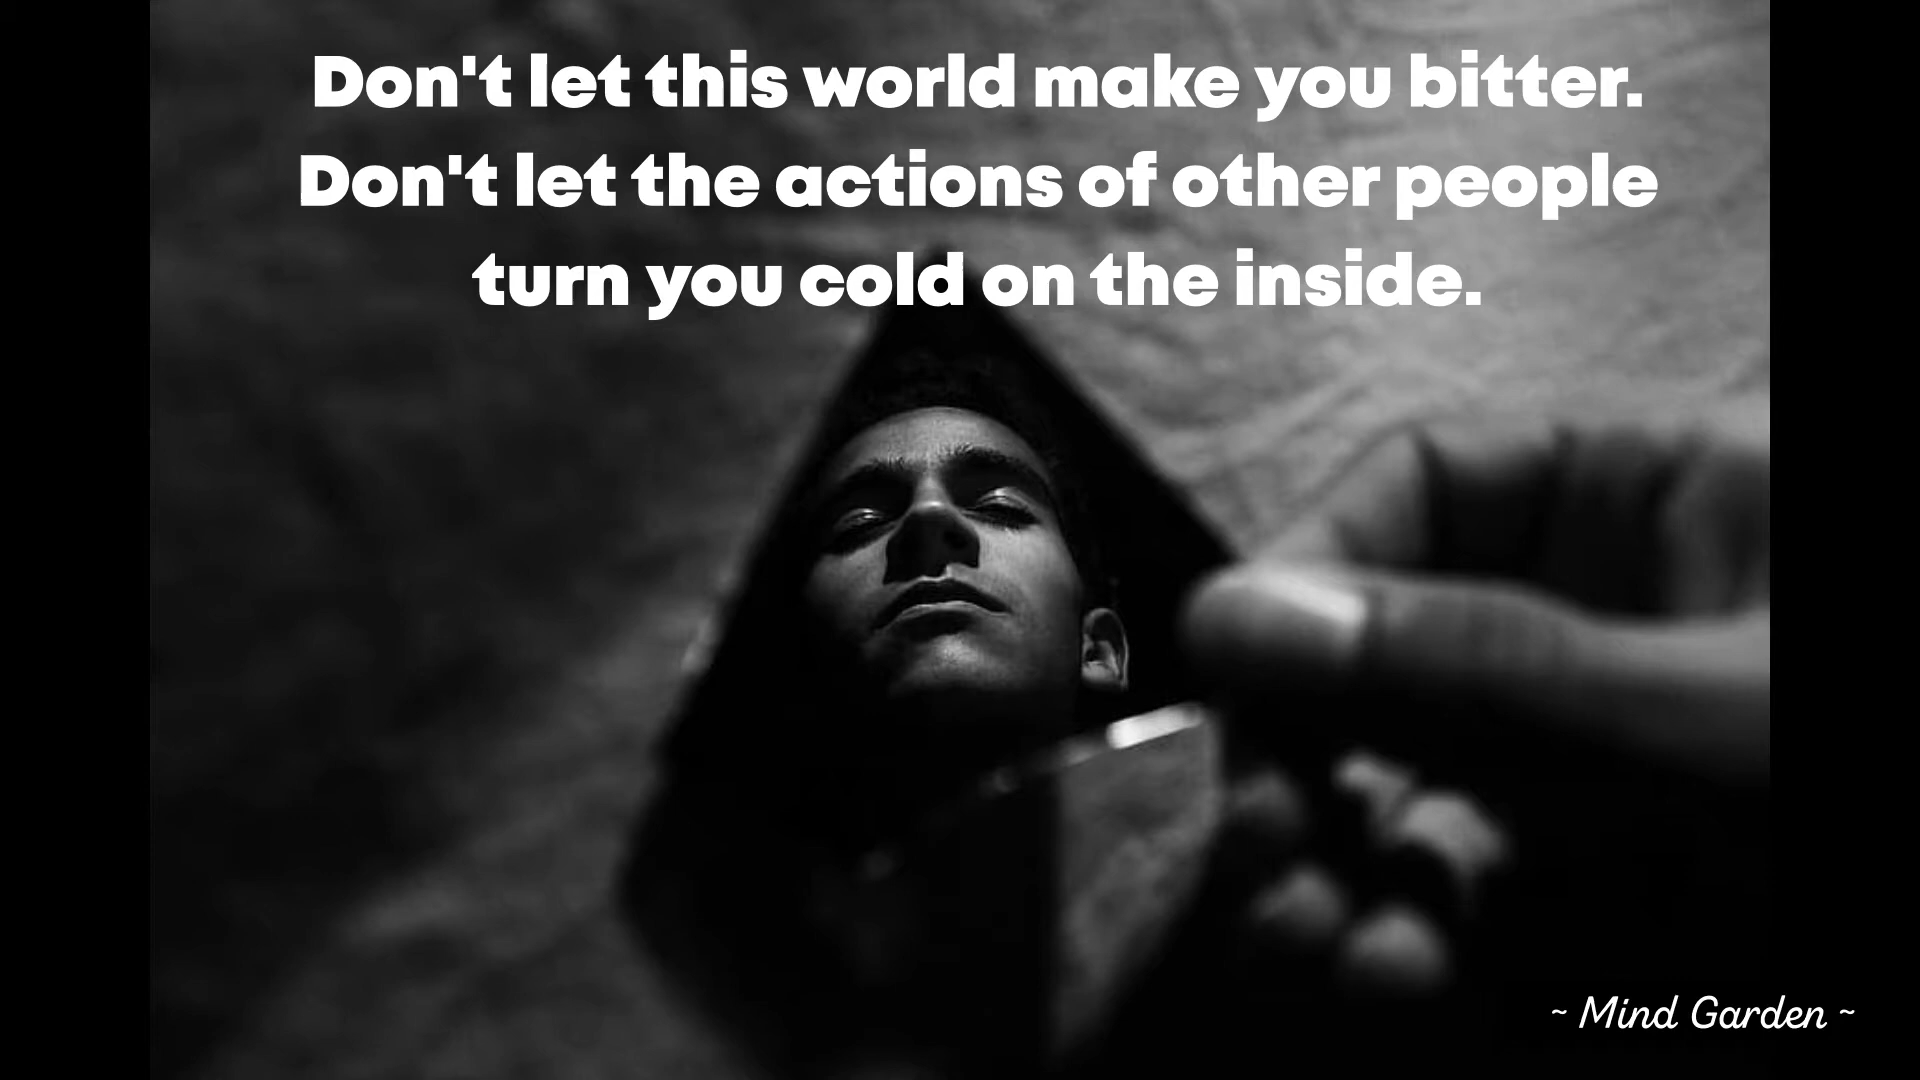 Don't let this world make you bitter.
Don't let the actions of other people
turn you cold on the inside.
~ Mind Garden ~